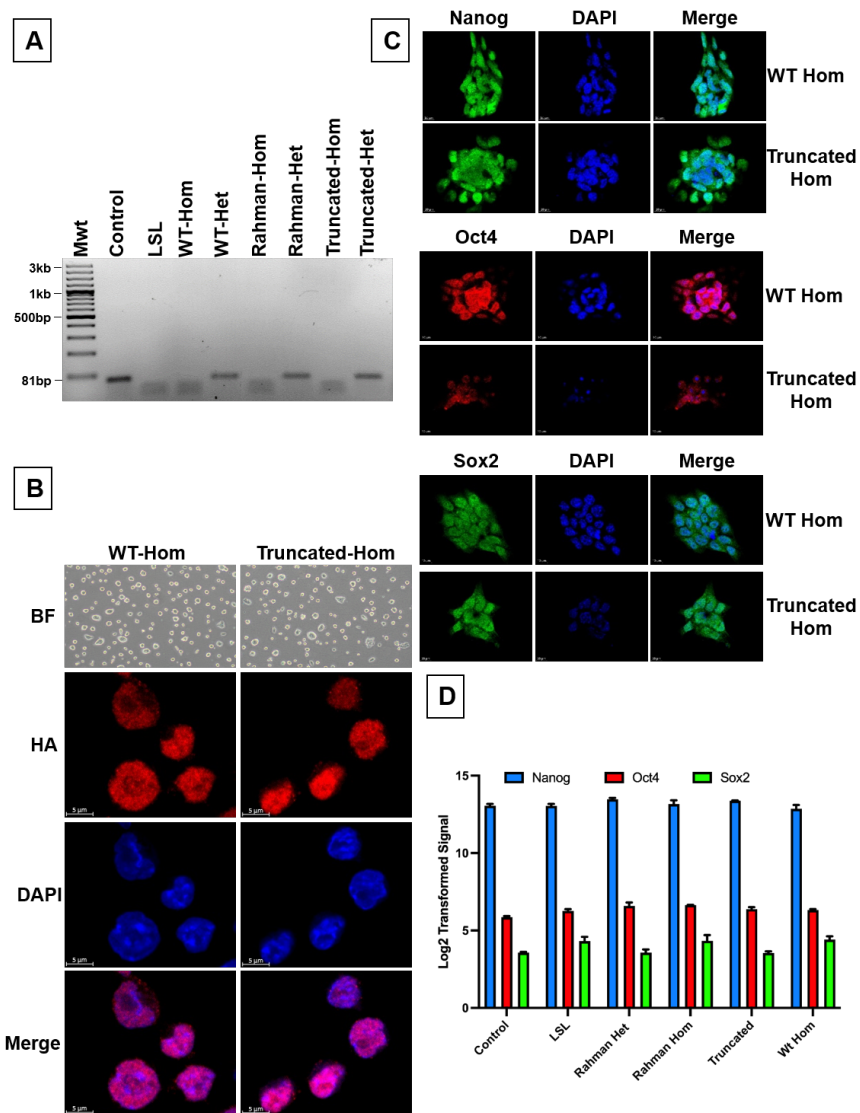 A
Mwt
Control
LSL
WT-Hom
WT-Het
Rahman-Hom
Rahman-Het
Truncated-Hom
Truncated-Het
3kb
1kb
500bp
81bp
B
WT-Hom
Truncated-Hom
BF
HA
5 µm
5 µm
DAPI
5 µm
5 µm
Merge
5 µm
5 µm
C
Nanog
DAPI
Merge
WT Hom
Truncated
Hom
Oct4
DAPI
Merge
WT Hom
Truncated
Hom
Sox2
DAPI
Merge
WT Hom
Truncated
Hom
D
Nanog
Oct4
Sox2
Log2 Transformed Signal
15
10
5
0
Control
LSL
Rahman Het
Rahman Hom
Truncated
Wt Hom